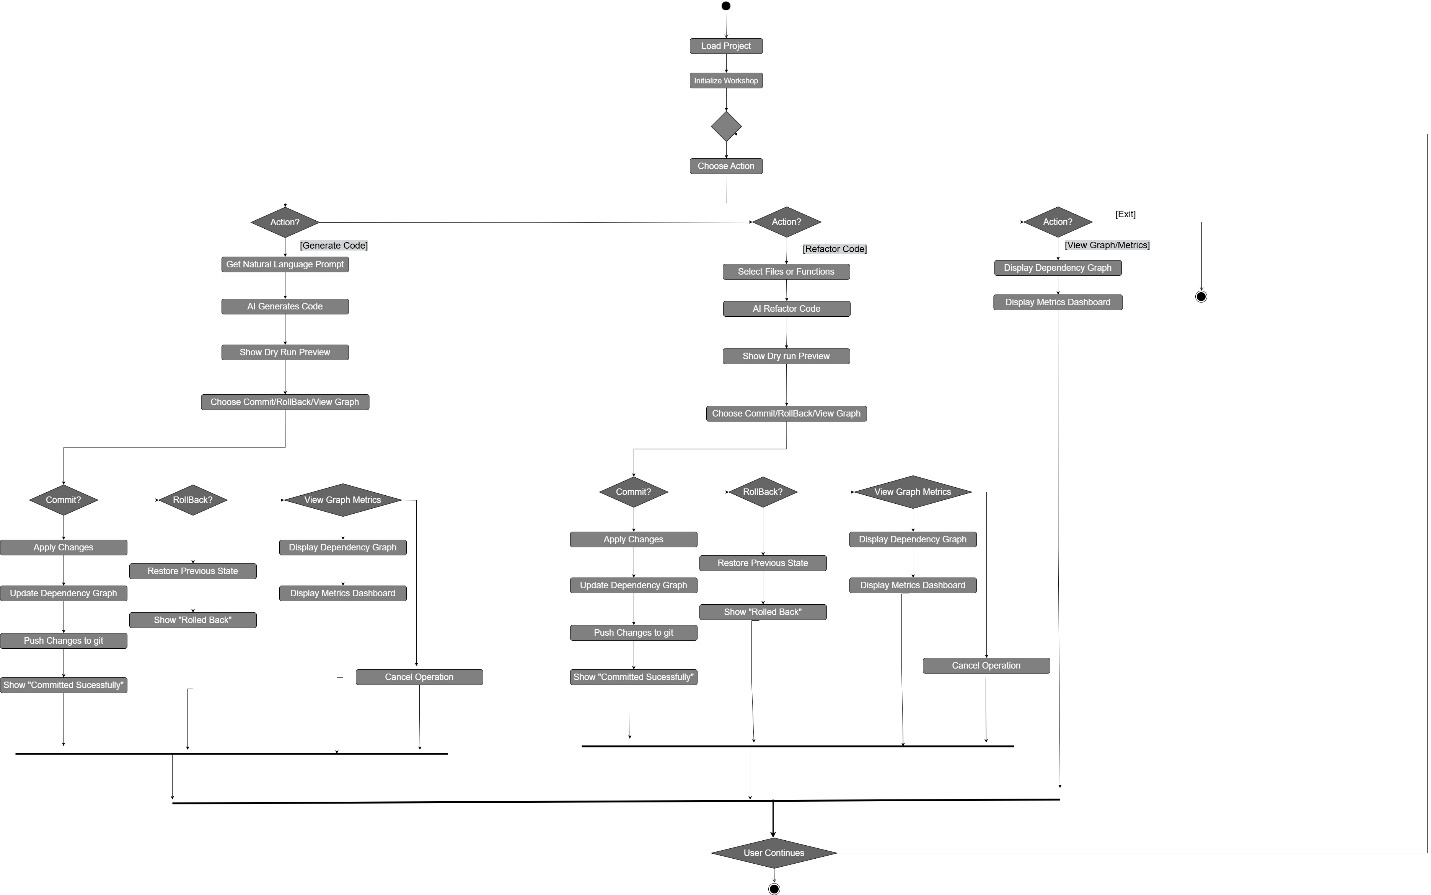 Load Project
Initialize Workshop
Choose Action
Action?
Action?
Action?
[Exit]
[Generate Code]
[Refactor Code]
[View Graph/Metrics]
Get Natural Language Prompt
Select Files or Functions
Display Dependency Graph
AI Generates Code
AI Refactor Code
Display Metrics Dashboard
Show Dry Run Preview
Show Dry run Preview
Choose Commit/RollBack/View Graph
Choose Commit/RollBack/View Graph
Commit?
RollBack?
View Graph Metrics
Commit?
RollBack?
View Graph Metrics
Apply Changes
Display Dependency Graph
Apply Changes
Display Dependency Graph
Restore Previous State
Restore Previous State
Update Dependency Graph
Display Metrics Dashboard
Update Dependency Graph
Display Metrics Dashboard
Show "Rolled Back"
Show "Rolled Back"
Push Changes to git
Push Changes to git
Show "Committed Sucessfully"
Cancel Operation
Show "Committed Sucessfully"
Cancel Operation
User Continues